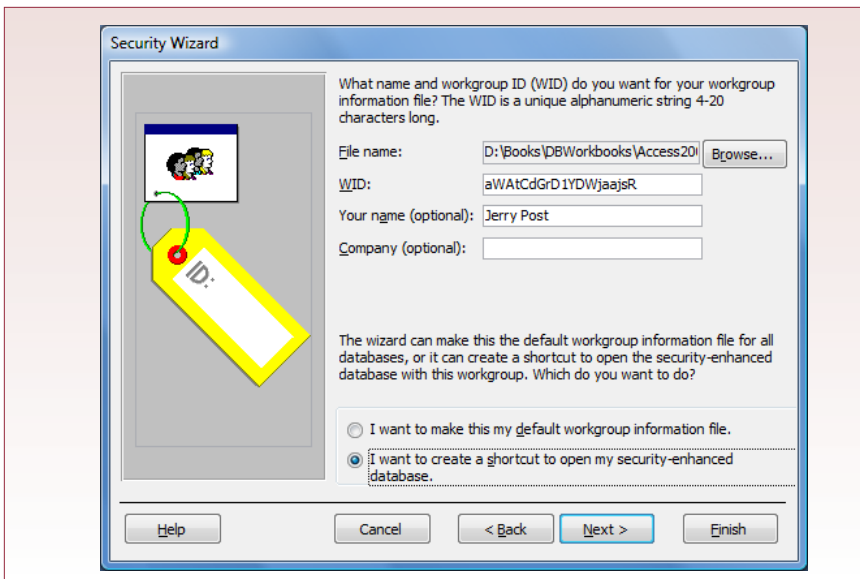 Security Wizard
What name and workgroup ID (WID) do you want for your workgroup
information file? The WID is a unique alphanumeric string 4-20
characters long.
File name: D:\Books\DBWorkbooks\Access20 Browse...
WID: aWAtCdGrD1YDWjaajsR
Your name (optional): Jerry Post
Company (optional):
ID:
The wizard can make this the default workgroup information file for all
databases, or it can create a shortcut to open the security-enhanced
database with this workgroup. Which do you want to do?
I want to make this my default workgroup information file.
I want to create a shortcut to open my security-enhanced
database.
Help Cancel < Back Next > Finish